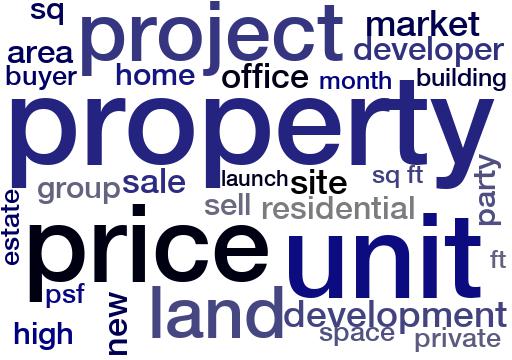 sq project market
area developer
buyer home office month building
property
group sale launch site sq ft party
estate sell residential
price unit ft
psf new land development
high space private